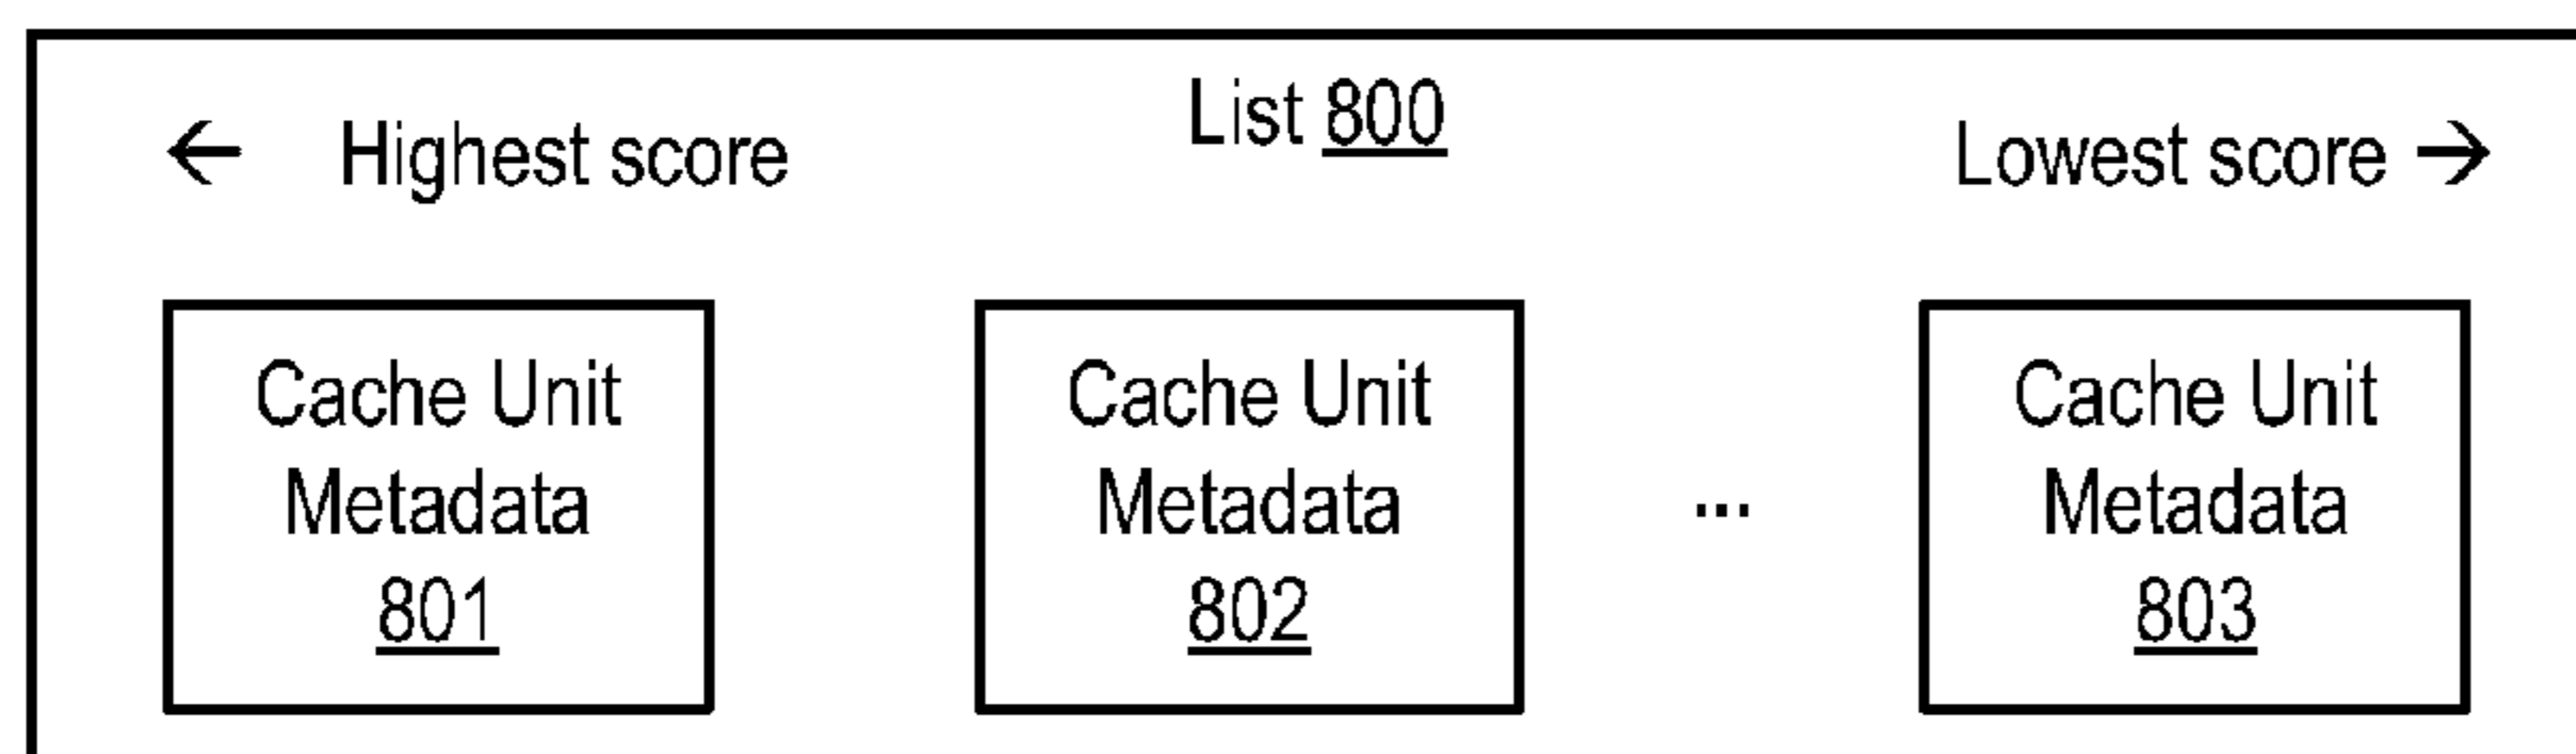 List 800
← Highest score
Lowest score →
Cache Unit
Metadata
801
Cache Unit
Metadata
802
...
Cache Unit
Metadata
803